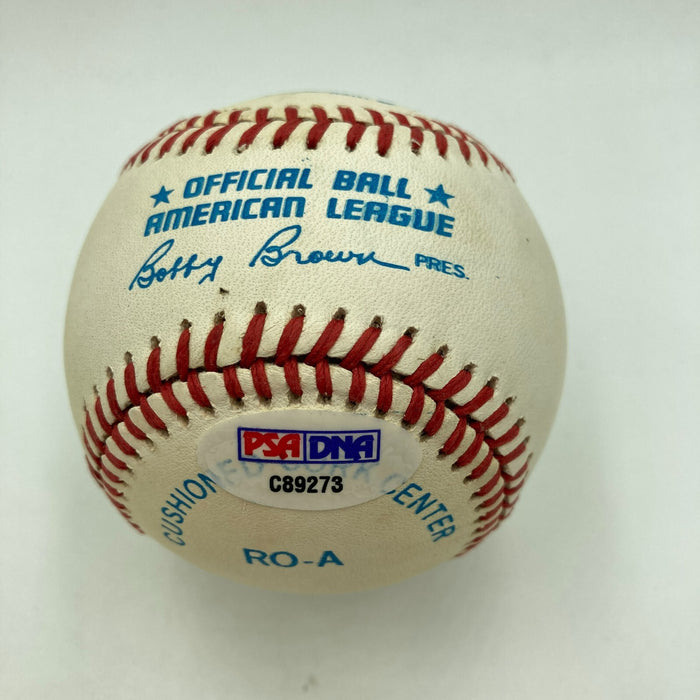 ★ OFFICIAL BALL ★
AMERICAN LEAGUE
Bobby Brown PRES.
PSA DNA
C89273
CUSHIONED CORK CENTER
RO-A